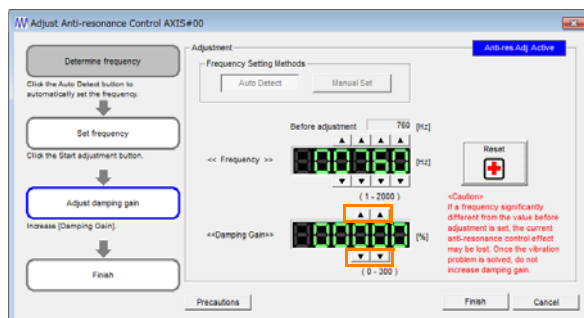 Adjust Anti-resonance Control AXIS#00
Determine frequency
Click the Auto Detect button to
automatically set the frequency.
Set frequency
Click the Start adjustment button.
Adjust damping gain
Increase [Damping Gain].
Finish
Adjustment
Anti-res Adj Active
Frequency Setting Methods
Auto Detect
Manual Set
Before adjustment
760
[Hz]
<< Frequency >>
00760
[Hz]
(1 - 2000)
<<Damping Gain>>
00000
[%]
(0 - 300)
Reset
<Caution>
If a frequency significantly
different from the value before
adjustment is set, the current
anti-resonance control effect
may be lost. Once the vibration
problem is solved, do not
increase damping gain.
Precautions
Finish
Cancel